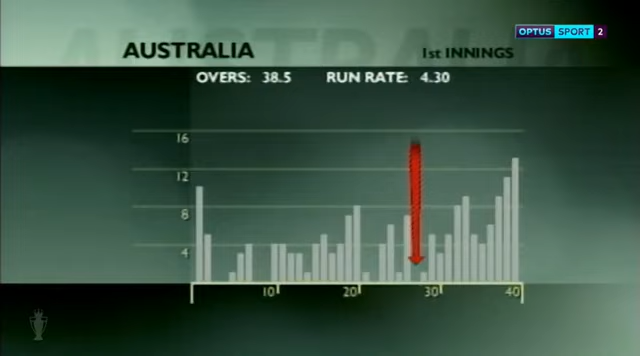 OPTUS SPORT 2
AUSTRALIA 1st INNINGS
OVERS: 38.5 RUN RATE: 4.30
16
12
8
4
10 20 30 40